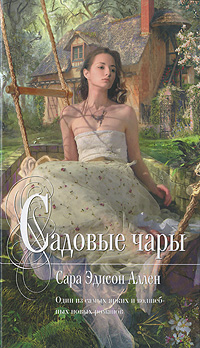 Садовые чары
Сара Эдисон Аллен
Один из самых ярких и волшеб-
ных новых романов